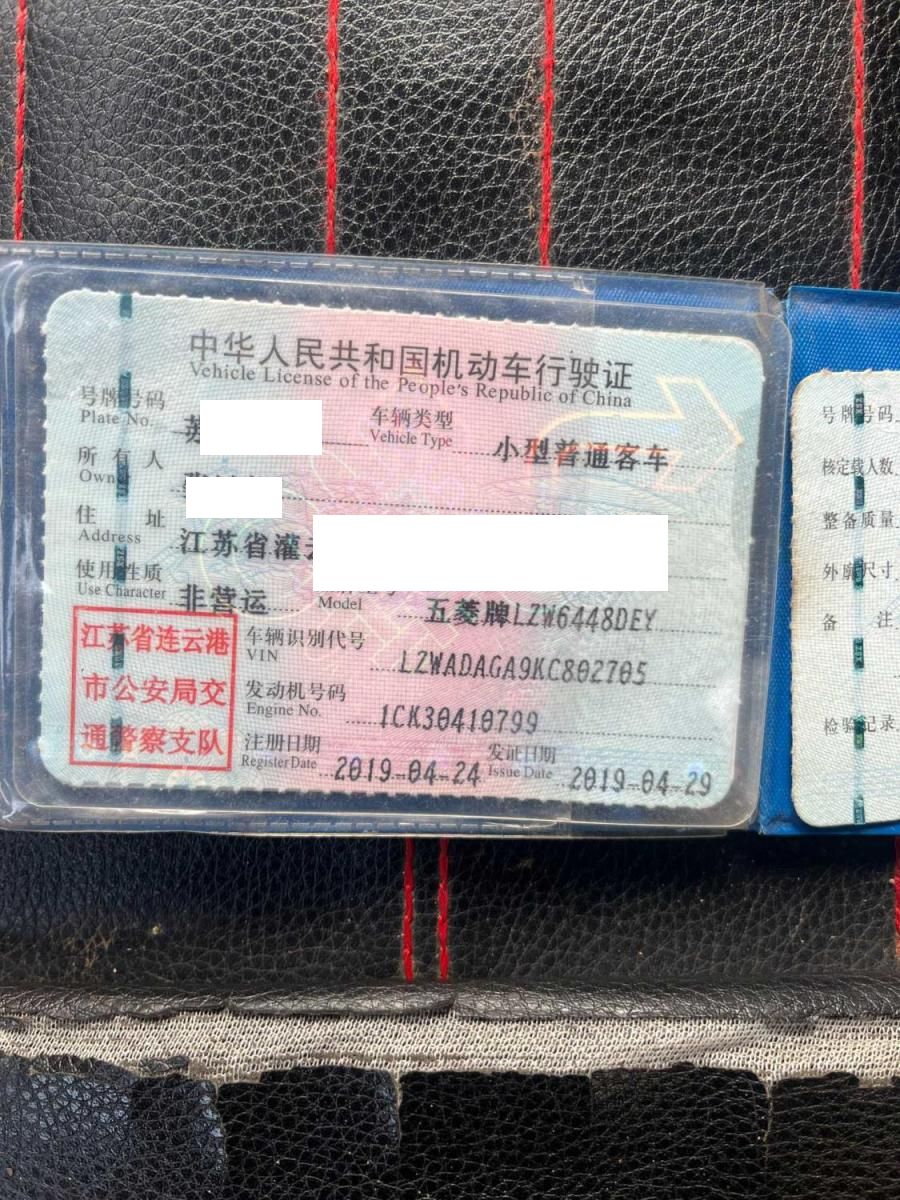 中华人民共和国机动车行驶证
Vehicle License of the People's Republic of China
号牌号码 苏 车辆类型 小型普通客车
Plate No. Vehicle Type
所有人
Owner
住址 江苏省灌云
Address
使用性质 非营运
Use Character
Model 五菱牌LZW6448DEY
江苏省连云港
市公安局交
通警察支队
车辆识别代号 LZWADAGA9KC802705
VIN
发动机号码 1CK30410799
Engine No.
注册日期 2019-04-24 发证日期 2019-04-29
Register Date Issue Date
号牌号码
核定载人数
整备质量
外廓尺寸
备注
检验记录